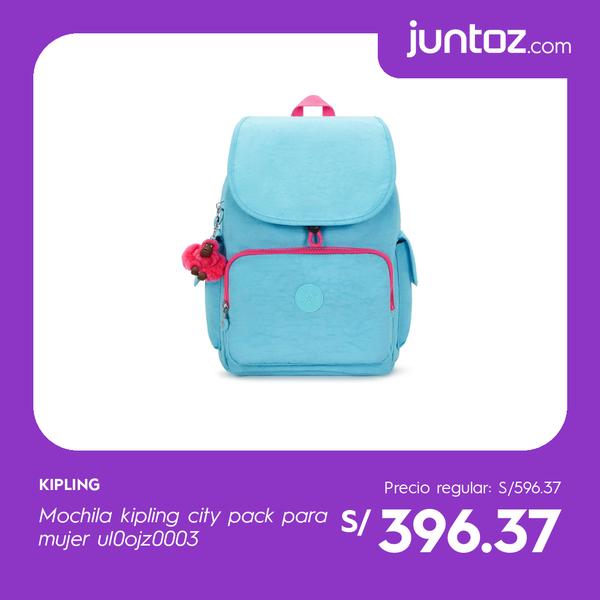 juntoz.com
KIPLING
Precio regular: S/596.37
Mochila kipling city pack para
mujer ul0ojz0003
S/ 396.37